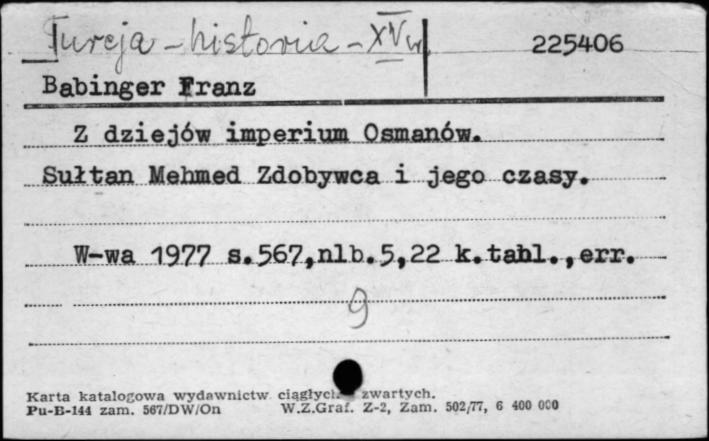 Turcja - historia - XV w. 225406
Babinger Franz
Z dziejów imperium Osmanów.
Sułtan Mehmed Zdobywca i jego czasy.
W-wa 1977 s.567,nlb.5,22 k.tabl.,err.
9
Karta katalogowa wydawnictw ciągłych zwartych.
Pu-B-144 zam. 567/DW/On W.Z.Graf. Z-2, Zam. 502/77, 6 400 000